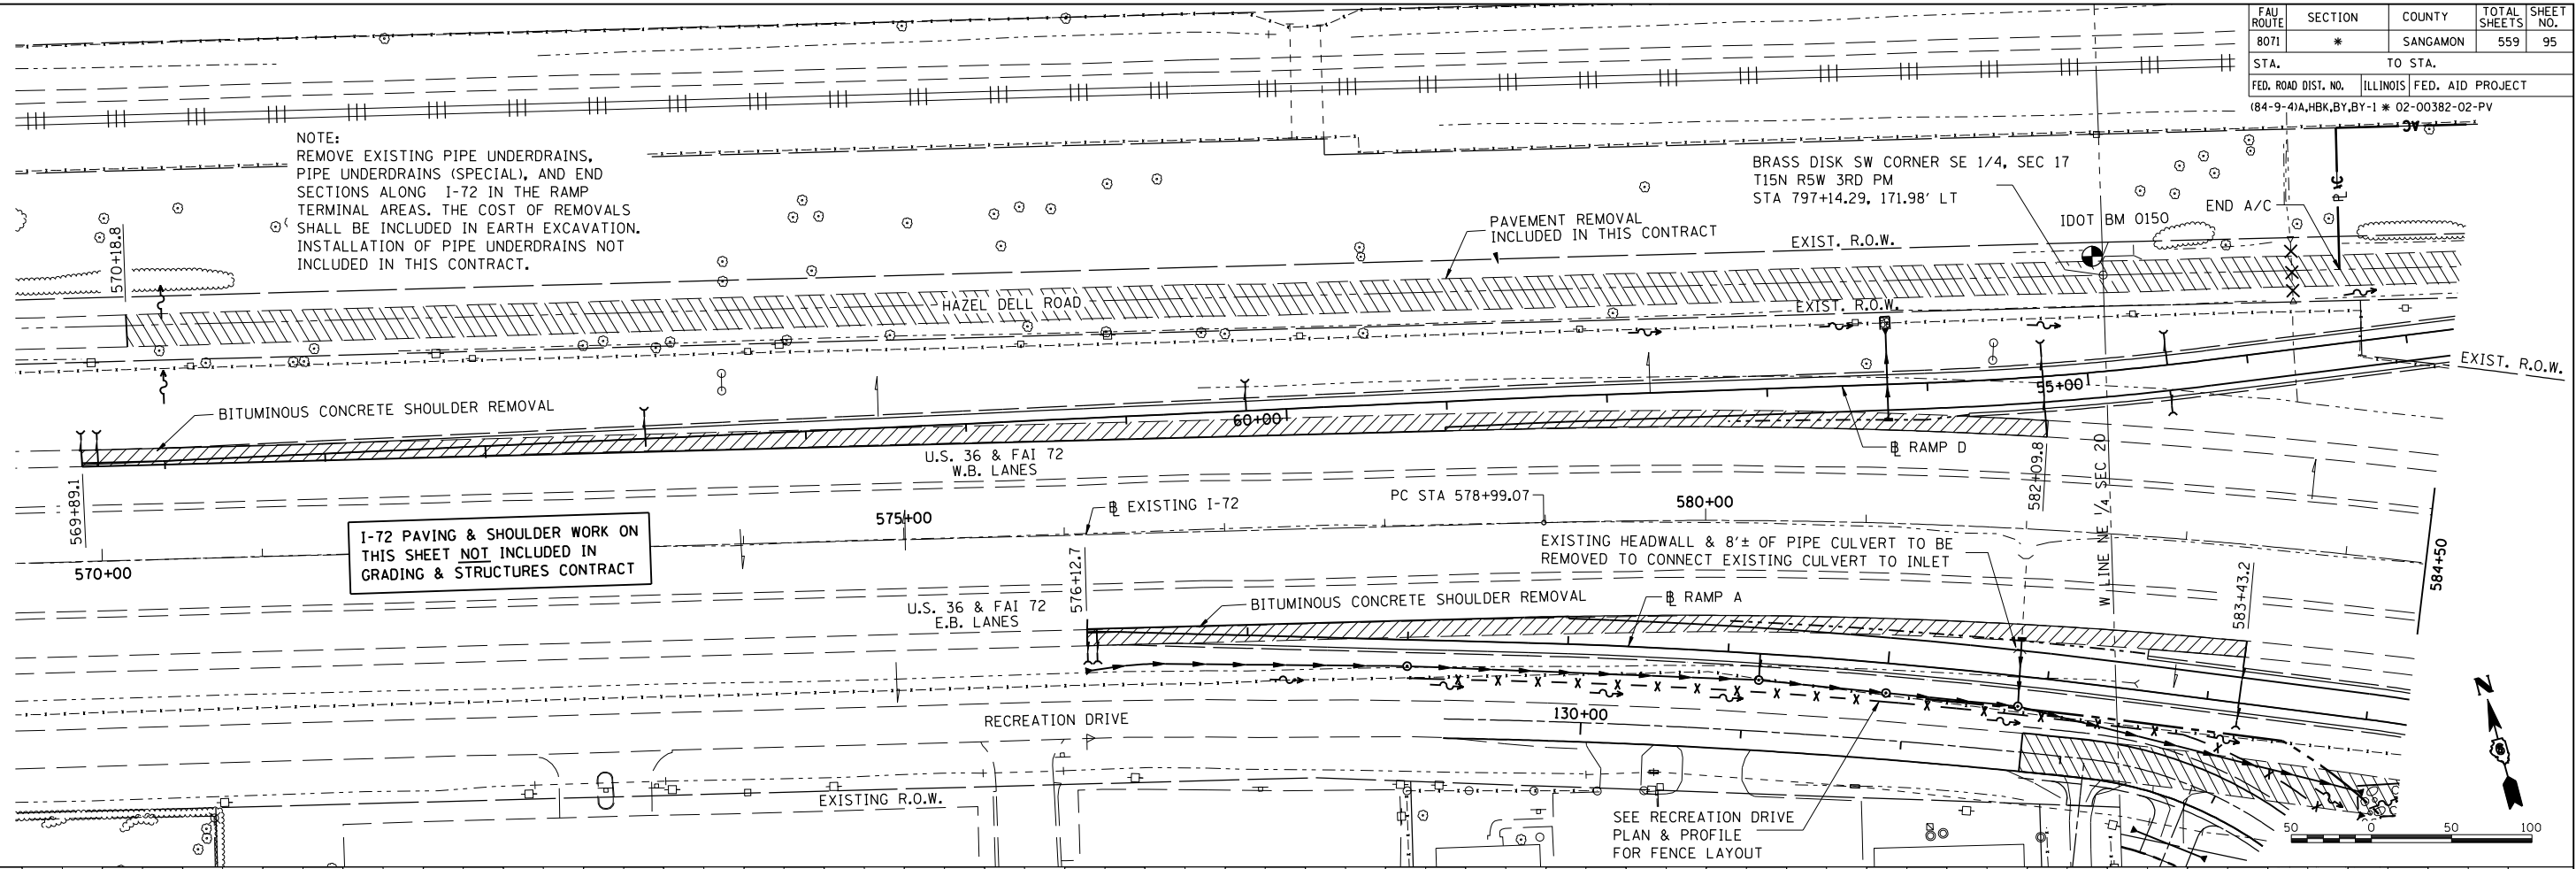 FAU ROUTE
SECTION
COUNTY
TOTAL SHEETS
SHEET NO.
8071
*
SANGAMON
559
95
STA.
TO STA.
FED. ROAD DIST. NO.
ILLINOIS
FED. AID PROJECT
(84-9-4)A,HBK,BY,BY-1 * 02-00382-02-PV
NOTE:
REMOVE EXISTING PIPE UNDERDRAINS,
PIPE UNDERDRAINS (SPECIAL), AND END
SECTIONS ALONG I-72 IN THE RAMP
TERMINAL AREAS. THE COST OF REMOVALS
SHALL BE INCLUDED IN EARTH EXCAVATION.
INSTALLATION OF PIPE UNDERDRAINS NOT
INCLUDED IN THIS CONTRACT.
BRASS DISK SW CORNER SE 1/4, SEC 17
T15N R5W 3RD PM
STA 797+14.29, 171.98' LT
AC
END A/C
IDOT BM 0150
PAVEMENT REMOVAL
INCLUDED IN THIS CONTRACT
EXIST. R.O.W.
570+18.8
HAZEL DELL ROAD
EXIST. R.O.W.
EXIST. R.O.W.
BITUMINOUS CONCRETE SHOULDER REMOVAL
55+00
60+00
℄ RAMP D
U.S. 36 & FAI 72
W.B. LANES
569+89.1
582+09.8
W LINE NE 1/4 SEC 20
℄ EXISTING I-72
PC STA 578+99.07
580+00
575+00
570+00
I-72 PAVING & SHOULDER WORK ON
THIS SHEET NOT INCLUDED IN
GRADING & STRUCTURES CONTRACT
EXISTING HEADWALL & 8'± OF PIPE CULVERT TO BE
REMOVED TO CONNECT EXISTING CULVERT TO INLET
576+12.7
583+43.2
584+50
U.S. 36 & FAI 72
E.B. LANES
BITUMINOUS CONCRETE SHOULDER REMOVAL
℄ RAMP A
RECREATION DRIVE
130+00
N
EXISTING R.O.W.
SEE RECREATION DRIVE
PLAN & PROFILE
FOR FENCE LAYOUT
50 0 50 100